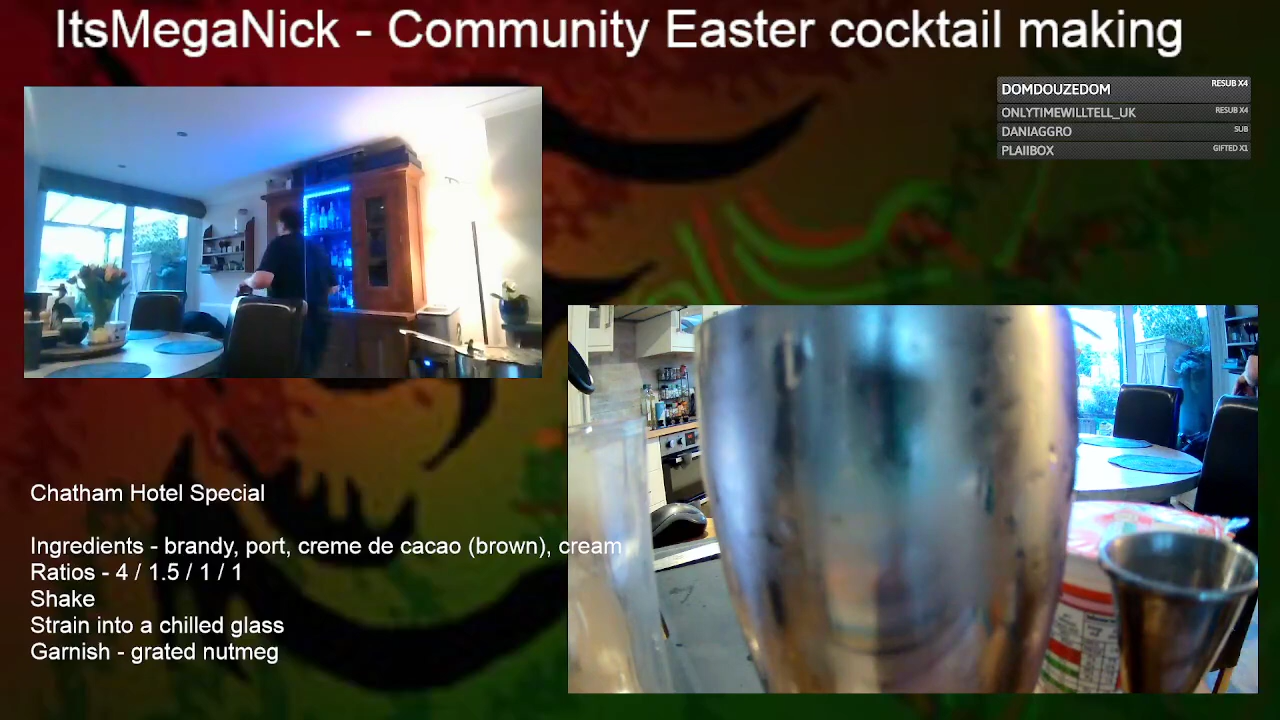 ItsMegaNick - Community Easter cocktail making
DOMDOUZEDOM RESUB X4
ONLYTIMEWILLTELL_UK RESUB X4
DANIAGGRO SUB
PLAIIBOX GIFTED X1
Chatham Hotel Special
Ingredients - brandy, port, creme de cacao (brown), cream
Ratios - 4 / 1.5 / 1 / 1
Shake
Strain into a chilled glass
Garnish - grated nutmeg